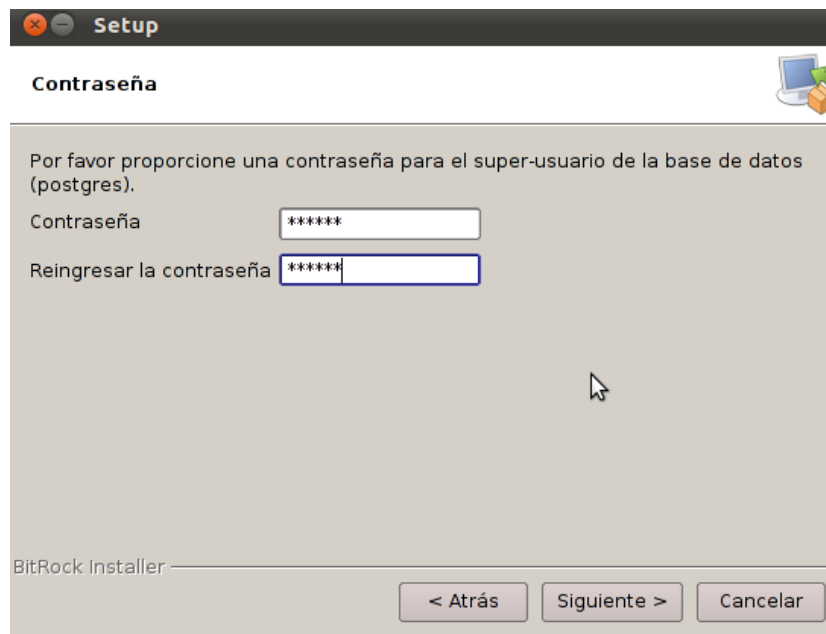 Setup
Contraseña
Por favor proporcione una contraseña para el super-usuario de la base de datos
(postgres).
Contraseña ******
Reingresar la contraseña ******
BitRock Installer
< Atrás Siguiente > Cancelar